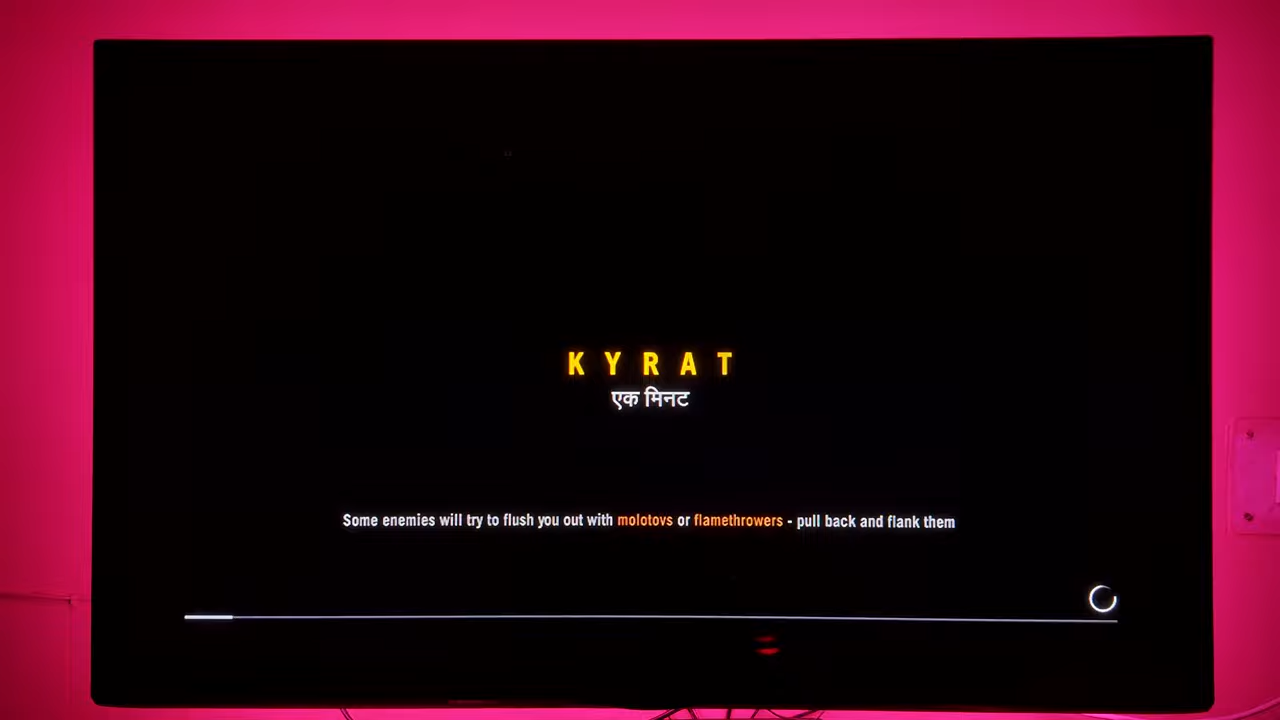 KYRAT
एक मिनट
Some enemies will try to flush you out with molotovs or flamethrowers - pull back and flank them